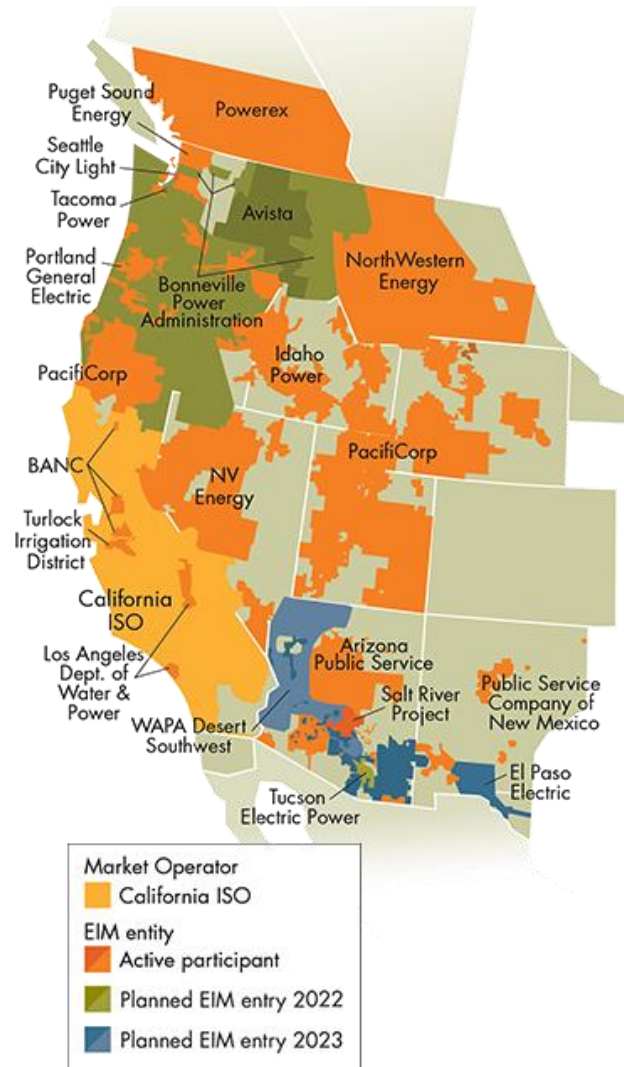 Powerex
Puget Sound
Energy
Seattle
City Light
Tacoma
Power
Avista
Portland
General
Electric
Bonneville
Power
Administration
NorthWestern
Energy
Idaho
Power
PacifiCorp
PacifiCorp
BANC
NV
Energy
Turlock
Irrigation
District
California
ISO
Los Angeles
Dept. of
Water &
Power
Arizona
Public Service
Salt River
Project
Public Service
Company of
New Mexico
WAPA Desert
Southwest
El Paso
Electric
Tucson
Electric Power
Market Operator
California ISO
EIM entity
Active participant
Planned EIM entry 2022
Planned EIM entry 2023